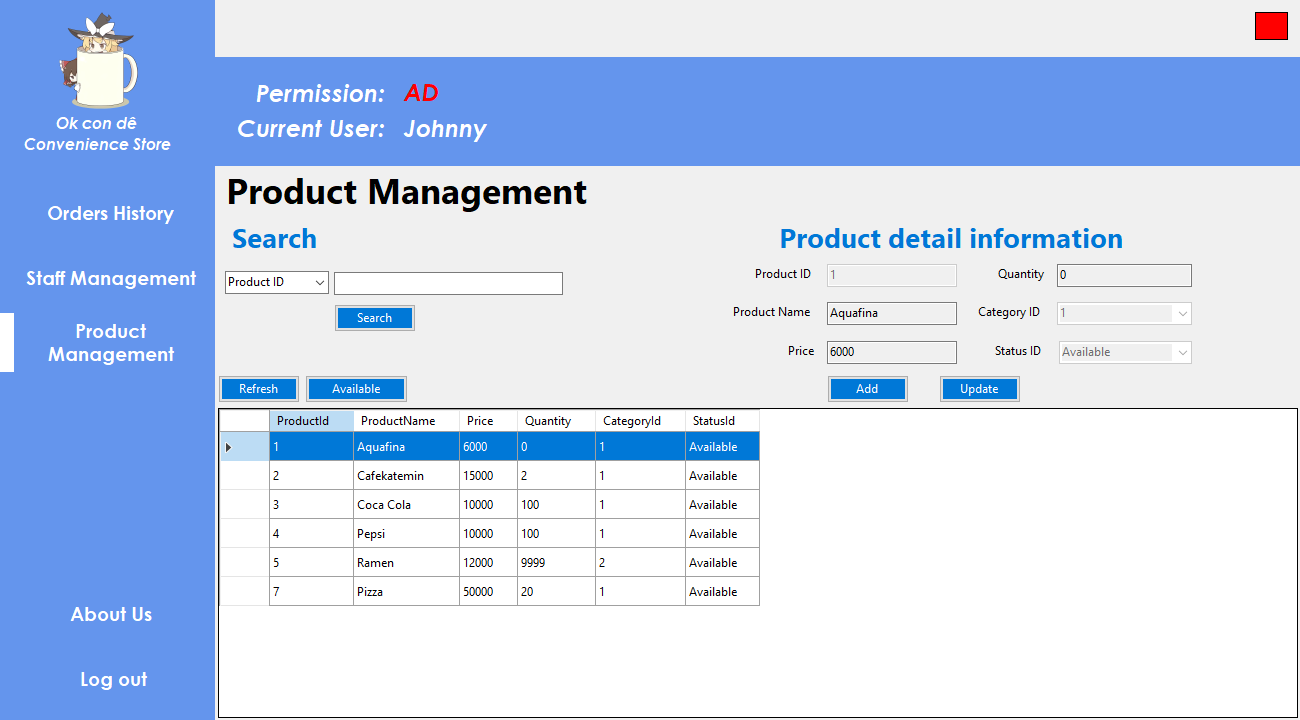 Ok con dê
Convenience Store
Orders History
Staff Management
Product
Management
About Us
Log out
Permission: AD
Current User: Johnny
Product Management
Search
Product ID
Search
Product detail information
Product ID 1 Quantity 0
Product Name Aquafina Category ID 1
Price 6000 Status ID Available
Refresh Available Add Update
ProductId ProductName Price Quantity CategoryId StatusId
1 Aquafina 6000 0 1 Available
2 Cafekatemin 15000 2 1 Available
3 Coca Cola 10000 100 1 Available
4 Pepsi 10000 100 1 Available
5 Ramen 12000 9999 2 Available
7 Pizza 50000 20 1 Available